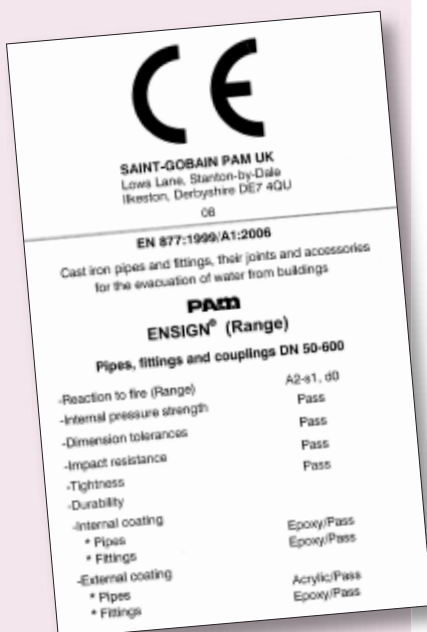 CE
SAINT-GOBAIN PAM UK
Lows Lane, Stanton-by-Dale
Ilkeston, Derbyshire DE7 4QU
08
EN 877:1999/A1:2006
Cast iron pipes and fittings, their joints and accessories
for the evacuation of water from buildings
PAM
ENSIGN® (Range)
Pipes, fittings and couplings DN 50-600
-Reaction to fire (Range) A2-s1, d0
-Internal pressure strength Pass
-Dimension tolerances Pass
-Impact resistance Pass
-Tightness Pass
-Durability
-Internal coating
* Pipes Epoxy/Pass
* Fittings Epoxy/Pass
-External coating
* Pipes Acrylic/Pass
* Fittings Epoxy/Pass